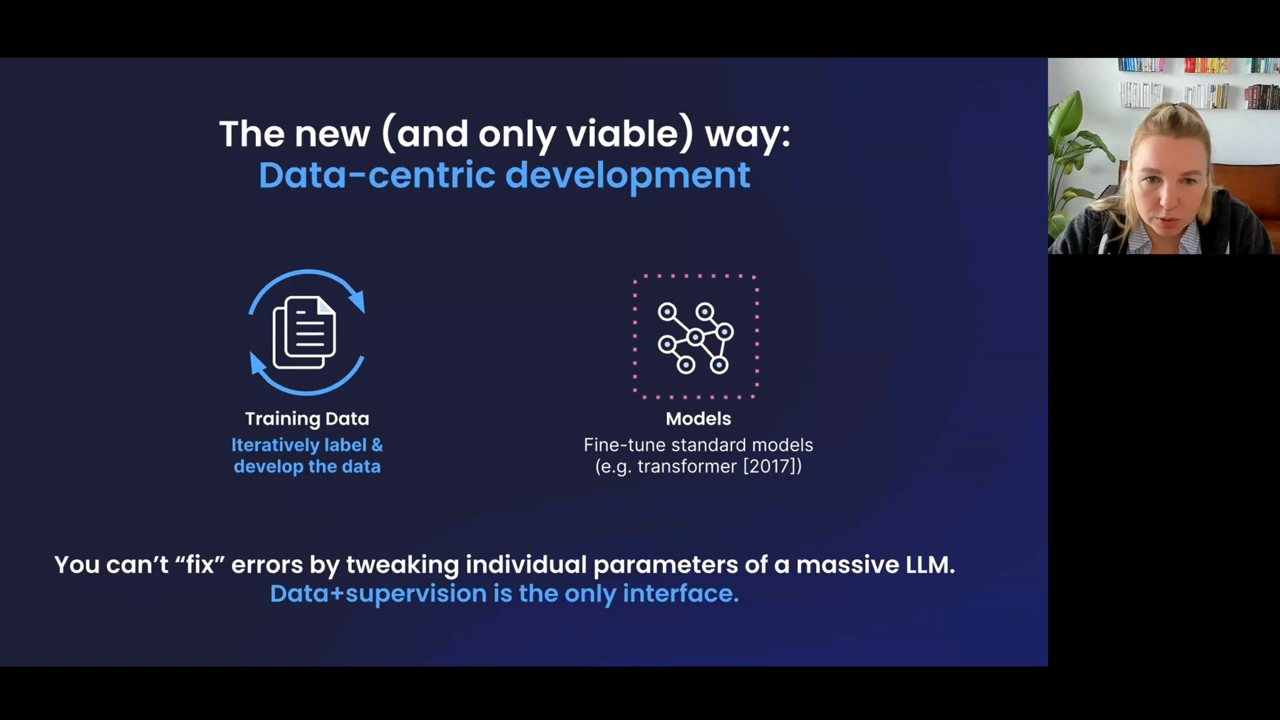 The new (and only viable) way:
Data-centric development
Training Data
Iteratively label &
develop the data
Models
Fine-tune standard models
(e.g. transformer [2017])
You can’t “fix” errors by tweaking individual parameters of a massive LLM.
Data+supervision is the only interface.